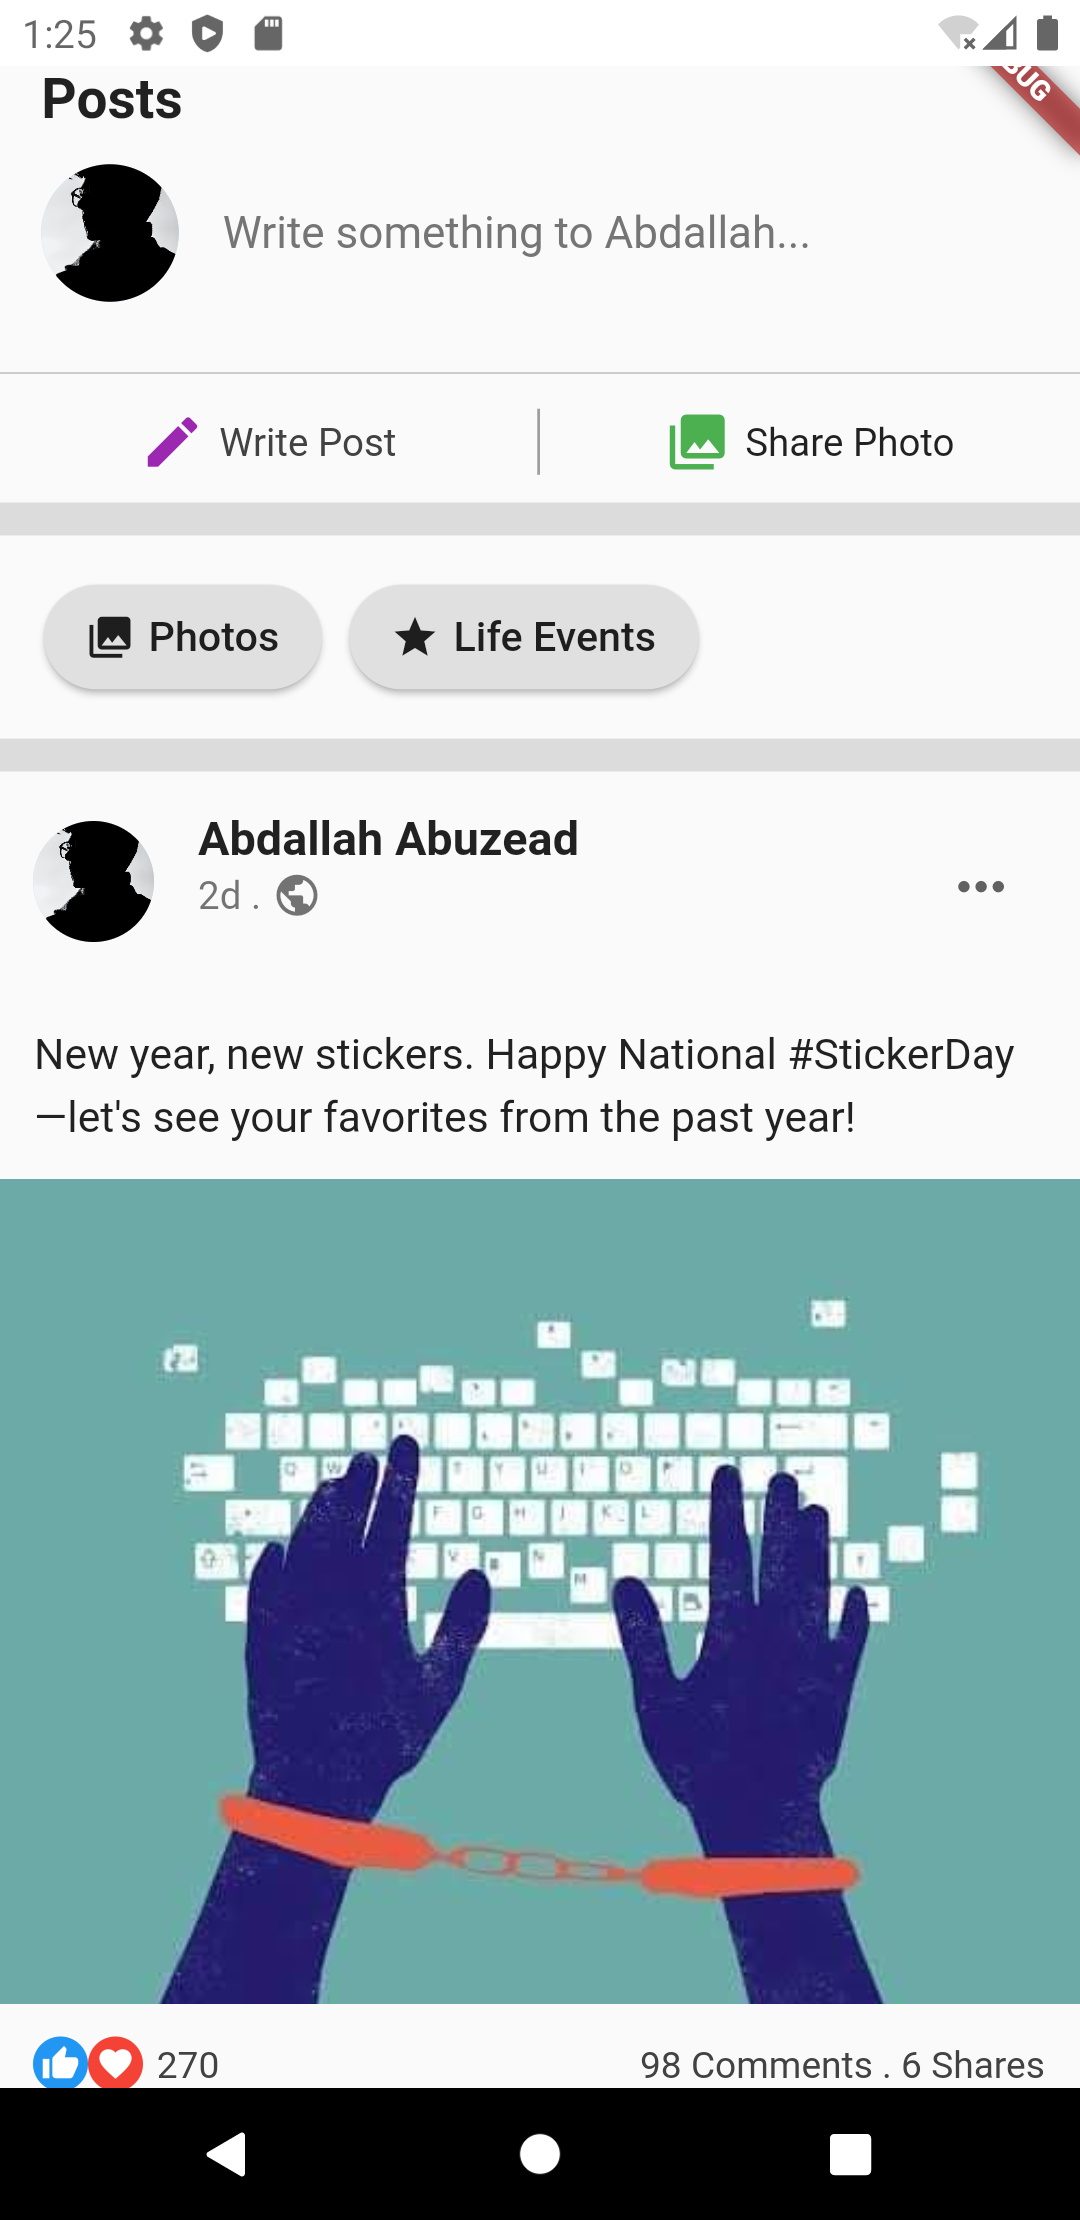 1:25
BUG
Posts
Write something to Abdallah...
Write Post
Share Photo
Photos
Life Events
Abdallah Abuzead
2d .
New year, new stickers. Happy National #StickerDay
—let's see your favorites from the past year!
Q W T Y U I O P
F G H J K L
V B N M
270
98 Comments . 6 Shares